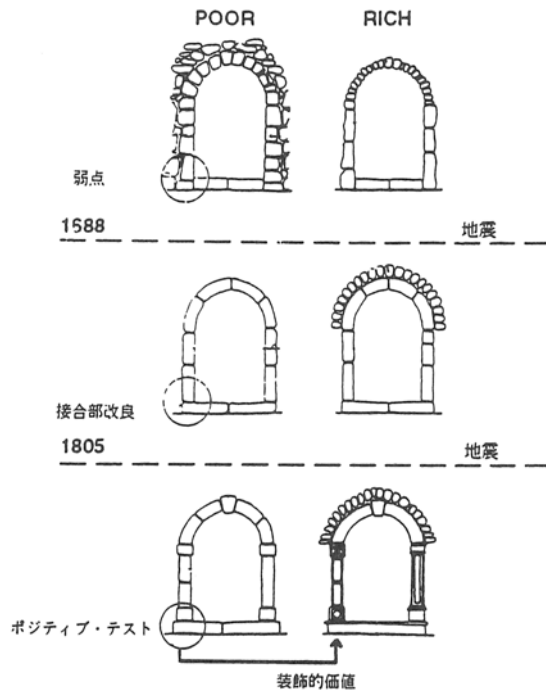 POOR RICH
弱点
1688 地震
接合部改良
1805 地震
ポジティブ・テスト
装飾的価値